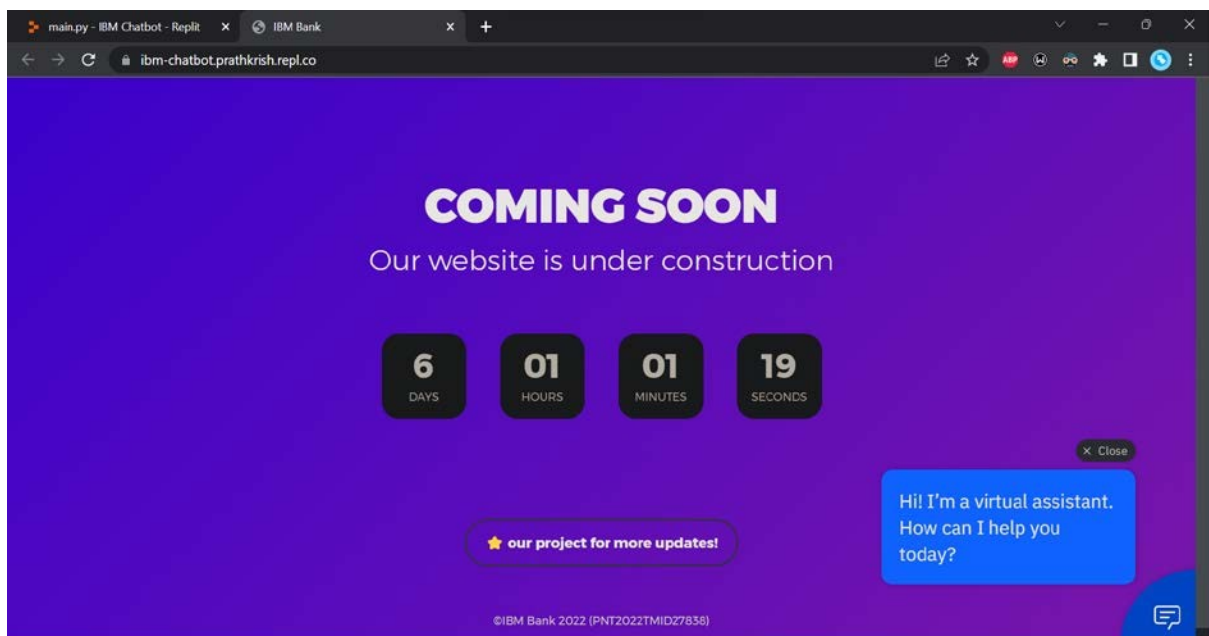 main.py - IBM Chatbot - Replit
IBM Bank
ibm-chatbot.prathkrish.repl.co
ABP
COMING SOON
Our website is under construction
6 01 01 19
DAYS HOURS MINUTES SECONDS
× Close
Hi! I'm a virtual assistant.
How can I help you
today?
⭐ our project for more updates!
©IBM Bank 2022 (PNT2022TMID27838)